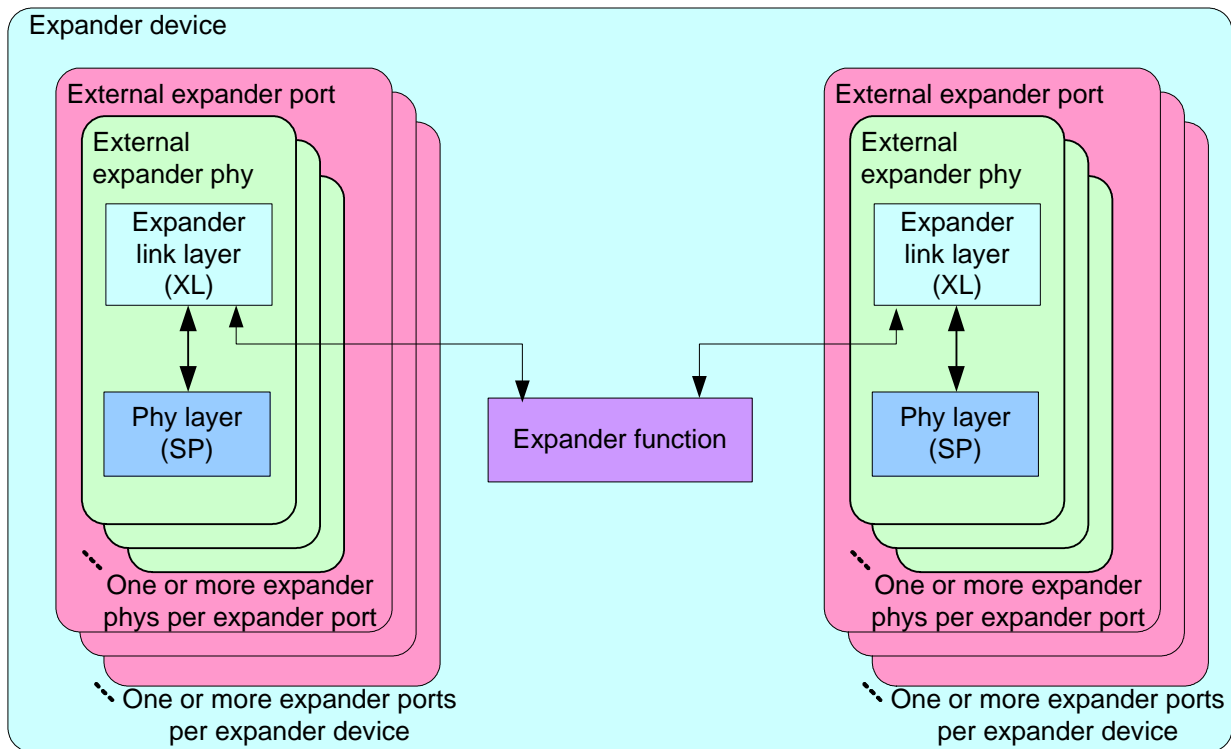 Expander device
External expander port
External
expander phy
Expander
link layer
(XL)
Phy layer
(SP)
One or more expander
phys per expander port
One or more expander ports
per expander device
Expander function
External expander port
External
expander phy
Expander
link layer
(XL)
Phy layer
(SP)
One or more expander
phys per expander port
One or more expander ports
per expander device